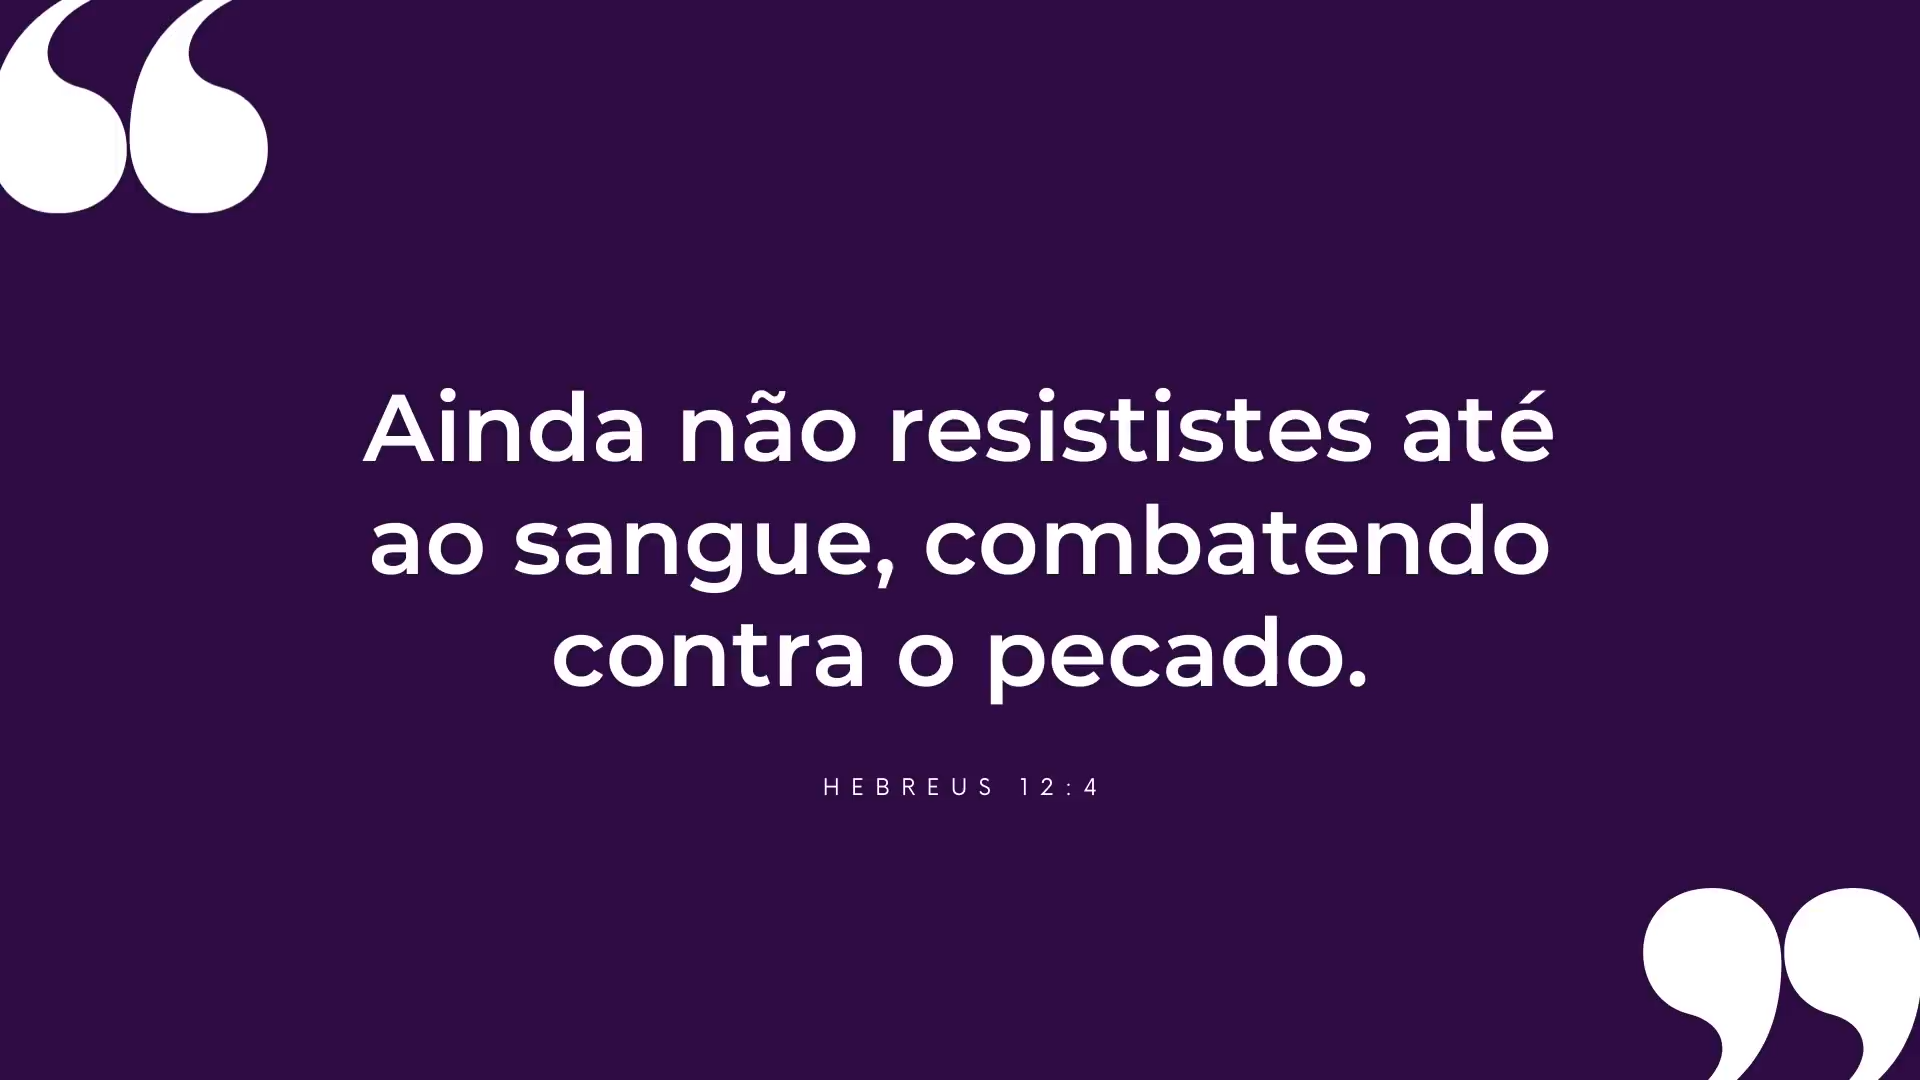 “
Ainda não resististes até
ao sangue, combatendo
contra o pecado.
HEBREUS 12:4
”